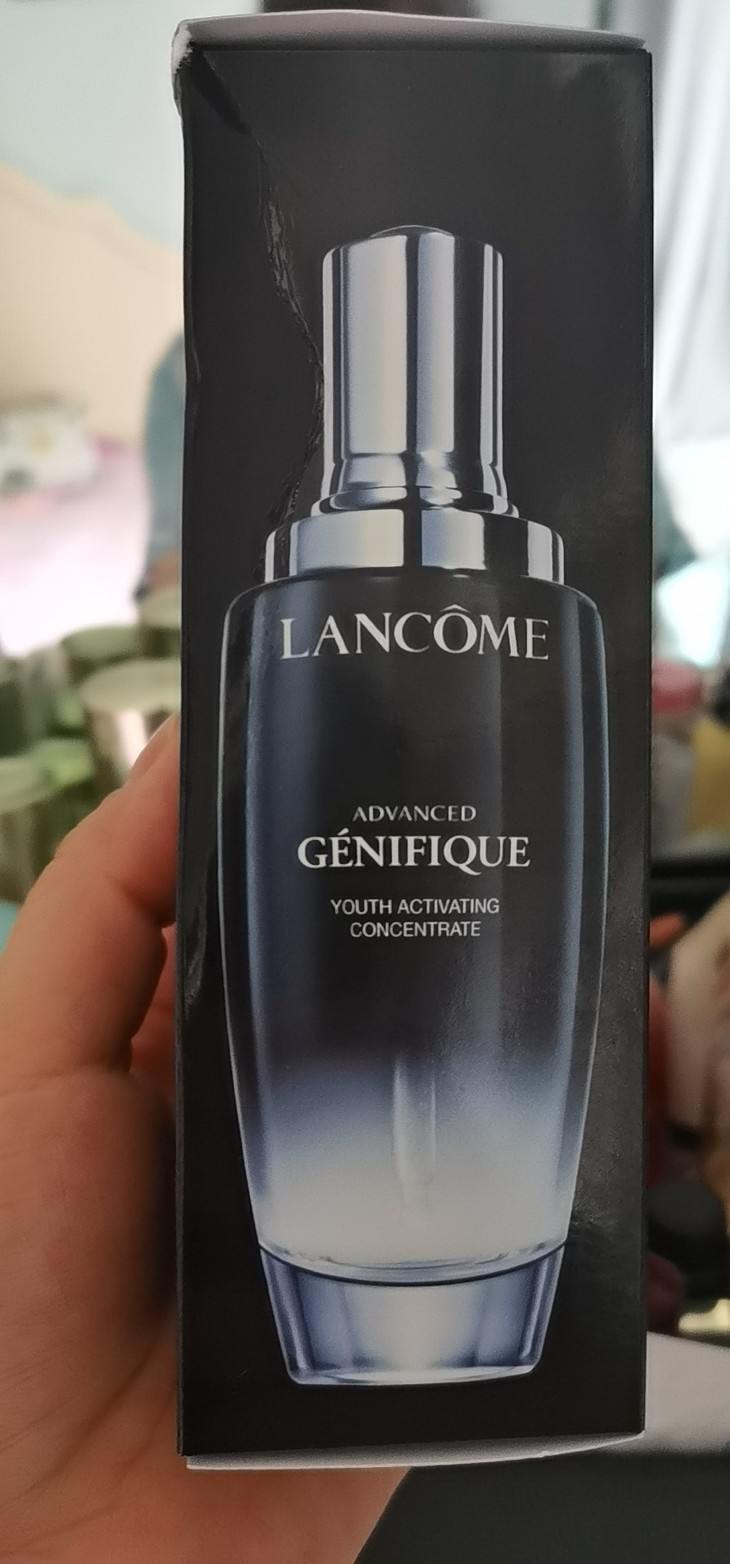 LANCÔME
ADVANCED
GÉNIFIQUE
YOUTH ACTIVATING
CONCENTRATE